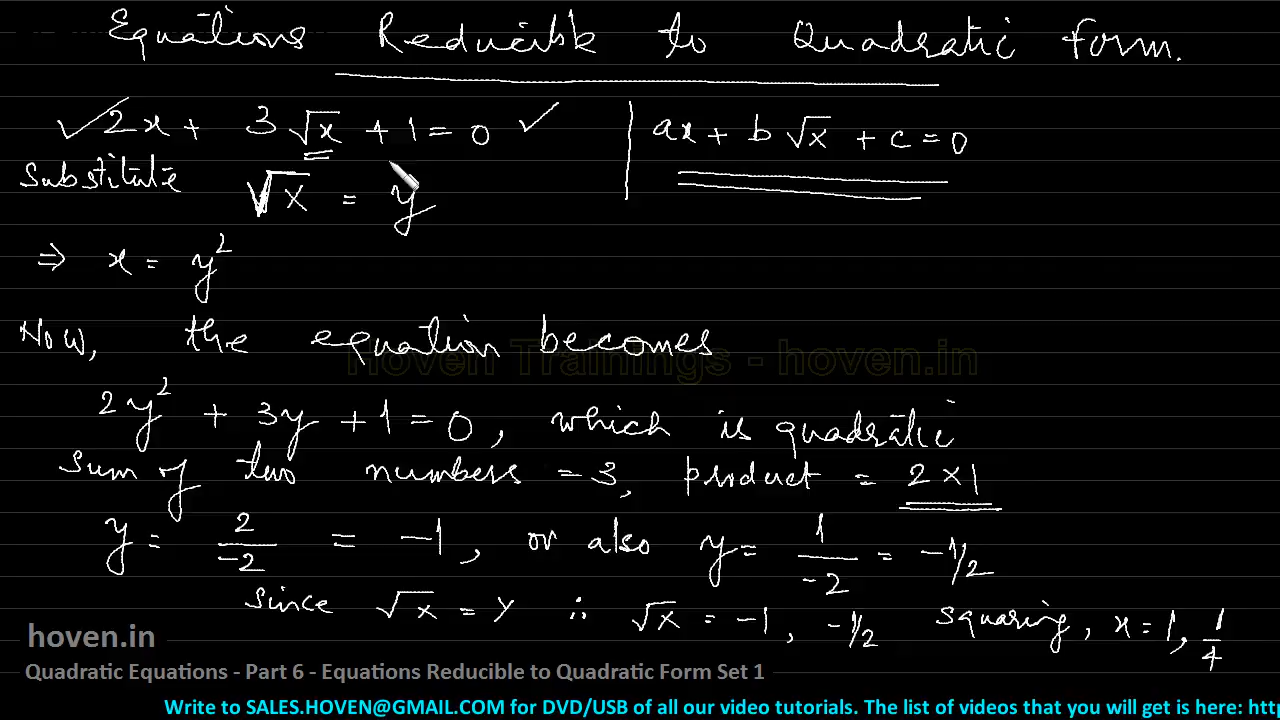 Equations Reducible to Quadratic form.
2x + 3√x + 1 = 0
ax + b√x + c = 0
Substitute √x = y
⇒ x = y²
Now, the equation becomes
Hoven Trainings - hoven.in
2y² + 3y + 1 = 0, which is quadratic
Sum of two numbers = 3, product = 2 × 1
y = 2/-2 = -1, or also y = 1/-2 = -1/2
Since √x = y ∴ √x = -1, -1/2 squaring, x = 1, 1/4
hoven.in
Quadratic Equations - Part 6 - Equations Reducible to Quadratic Form Set 1
Write to SALES.HOVEN@GMAIL.COM for DVD/USB of all our video tutorials. The list of videos that you will get is here: htt